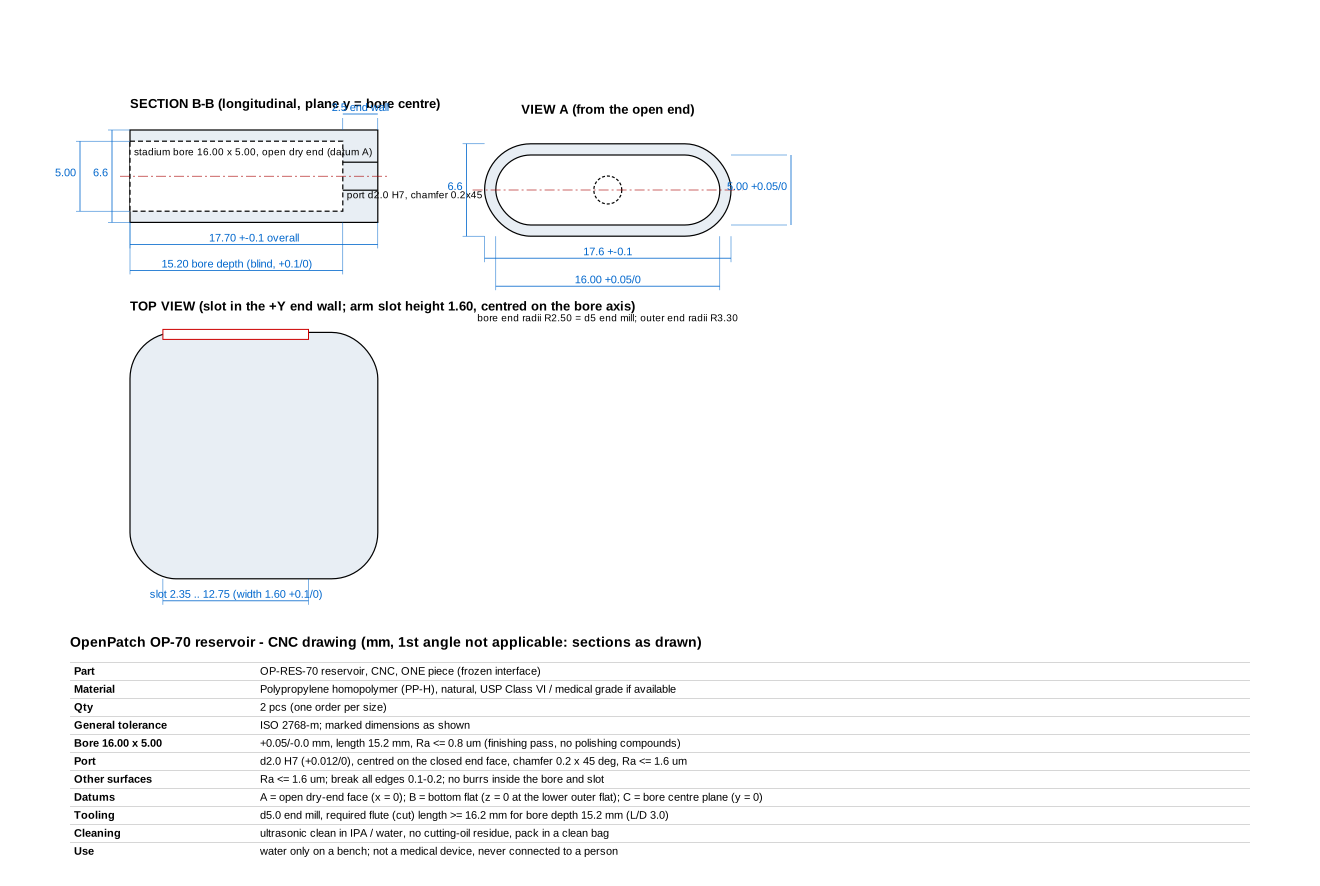 SECTION B-B (longitudinal, plane y = bore centre)
2.5 end wall
VIEW A (from the open end)
stadium bore 16.00 x 5.00, open dry end (datum A)
5.00
6.6
port d2.0 H7, chamfer 0.2x45
6.6
5.00 +0.05/0
17.70 +-0.1 overall
15.20 bore depth (blind, +0.1/0)
17.6 +-0.1
16.00 +0.05/0
TOP VIEW (slot in the +Y end wall; arm slot height 1.60, centred on the bore axis)
bore end radii R2.50 = d5 end mill; outer end radii R3.30
slot 2.35 .. 12.75 (width 1.60 +0.1/0)
OpenPatch OP-70 reservoir - CNC drawing (mm, 1st angle not applicable: sections as drawn)
Part OP-RES-70 reservoir, CNC, ONE piece (frozen interface)
Material Polypropylene homopolymer (PP-H), natural, USP Class VI / medical grade if available
Qty 2 pcs (one order per size)
General tolerance ISO 2768-m; marked dimensions as shown
Bore 16.00 x 5.00 +0.05/-0.0 mm, length 15.2 mm, Ra <= 0.8 um (finishing pass, no polishing compounds)
Port d2.0 H7 (+0.012/0), centred on the closed end face, chamfer 0.2 x 45 deg, Ra <= 1.6 um
Other surfaces Ra <= 1.6 um; break all edges 0.1-0.2; no burrs inside the bore and slot
Datums A = open dry-end face (x = 0); B = bottom flat (z = 0 at the lower outer flat); C = bore centre plane (y = 0)
Tooling d5.0 end mill, required flute (cut) length >= 16.2 mm for bore depth 15.2 mm (L/D 3.0)
Cleaning ultrasonic clean in IPA / water, no cutting-oil residue, pack in a clean bag
Use water only on a bench; not a medical device, never connected to a person